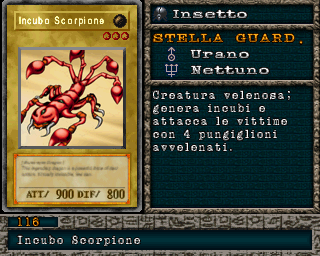 Incubo Scorpione
ATT/ 900 DIF/ 800
Insetto
STELLA GUARD.
Urano
Nettuno
Creatura velenosa;
genera incubi e
attacca le vittime
con 4 pungiglioni
avvelenati.
116
Incubo Scorpione